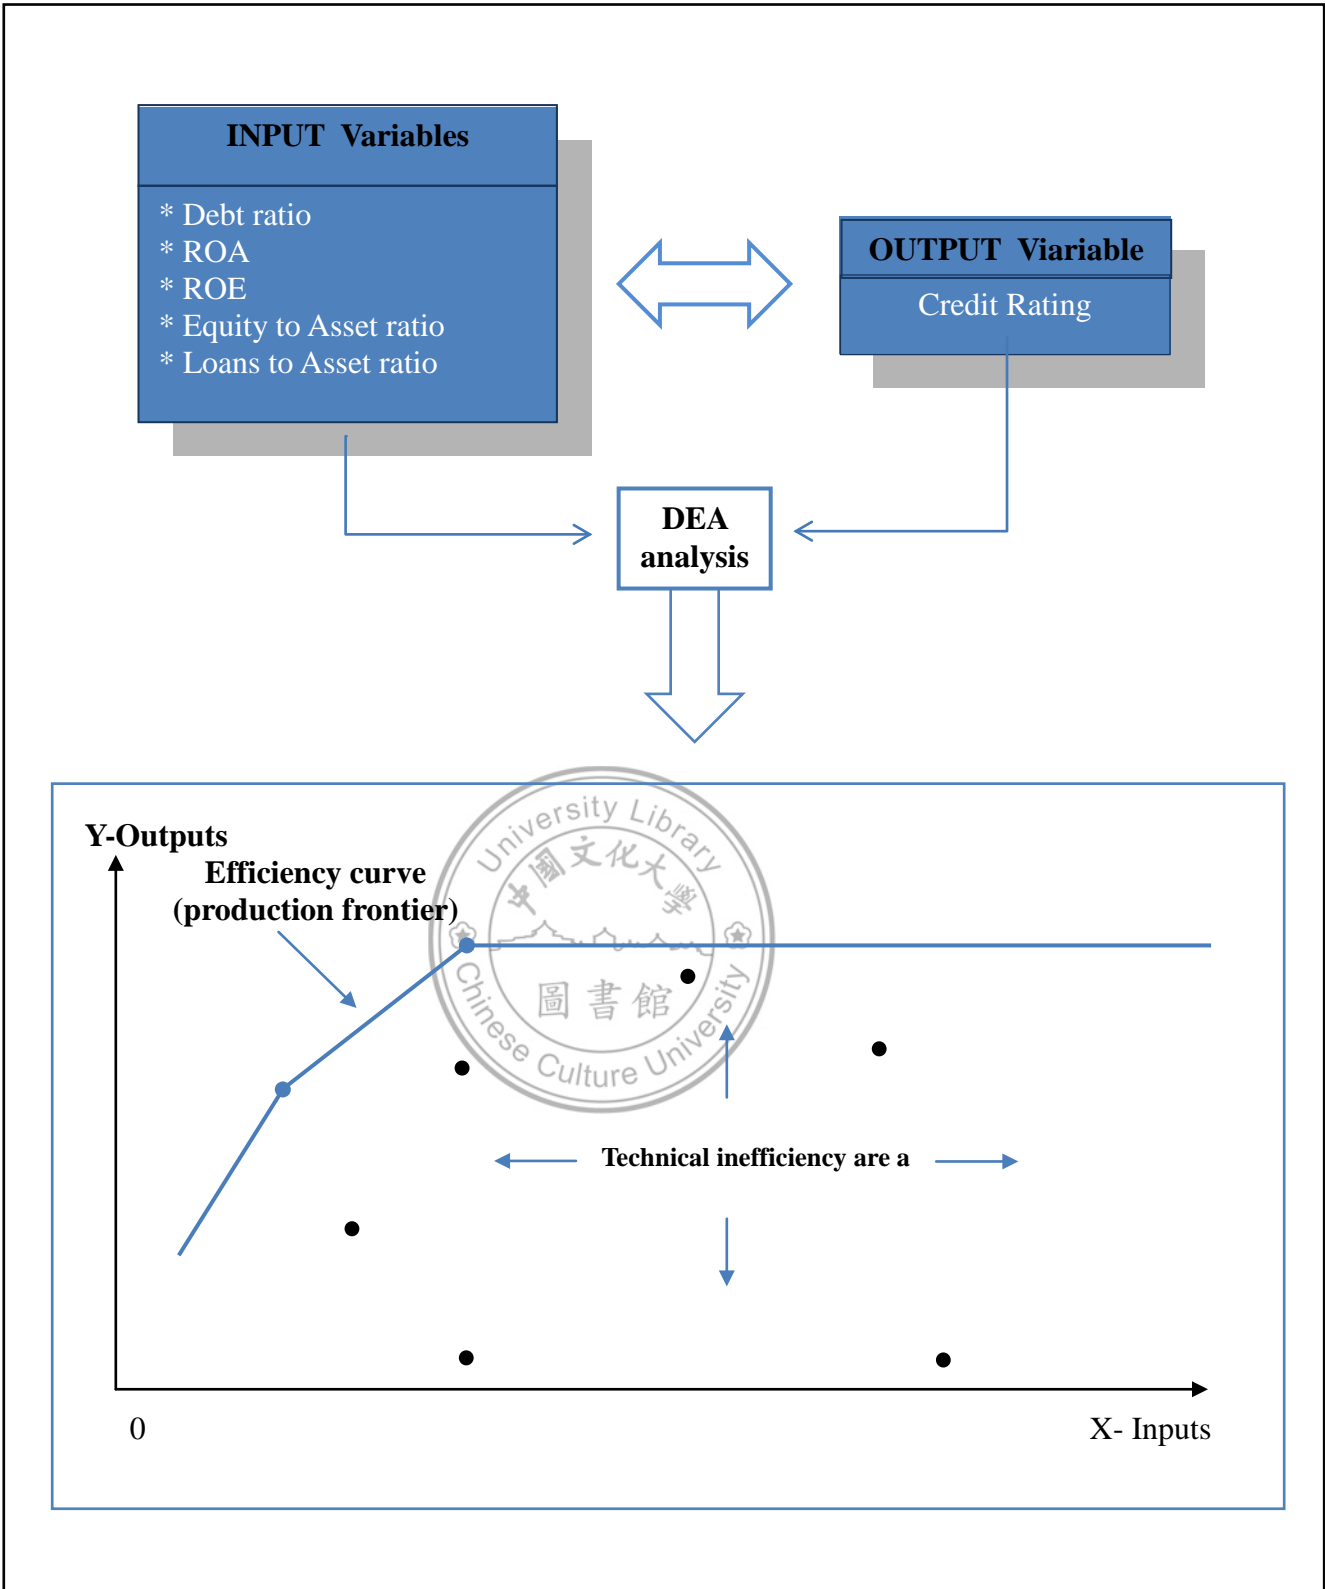 INPUT Variables
* Debt ratio
* ROA
* ROE
* Equity to Asset ratio
* Loans to Asset ratio
OUTPUT Viariable
Credit Rating
DEA
analysis
Y-Outputs
Efficiency curve
(production frontier)
University Library
中國文化大學
圖書館
Chinese Culture University
Technical inefficiency are a
0
X- Inputs